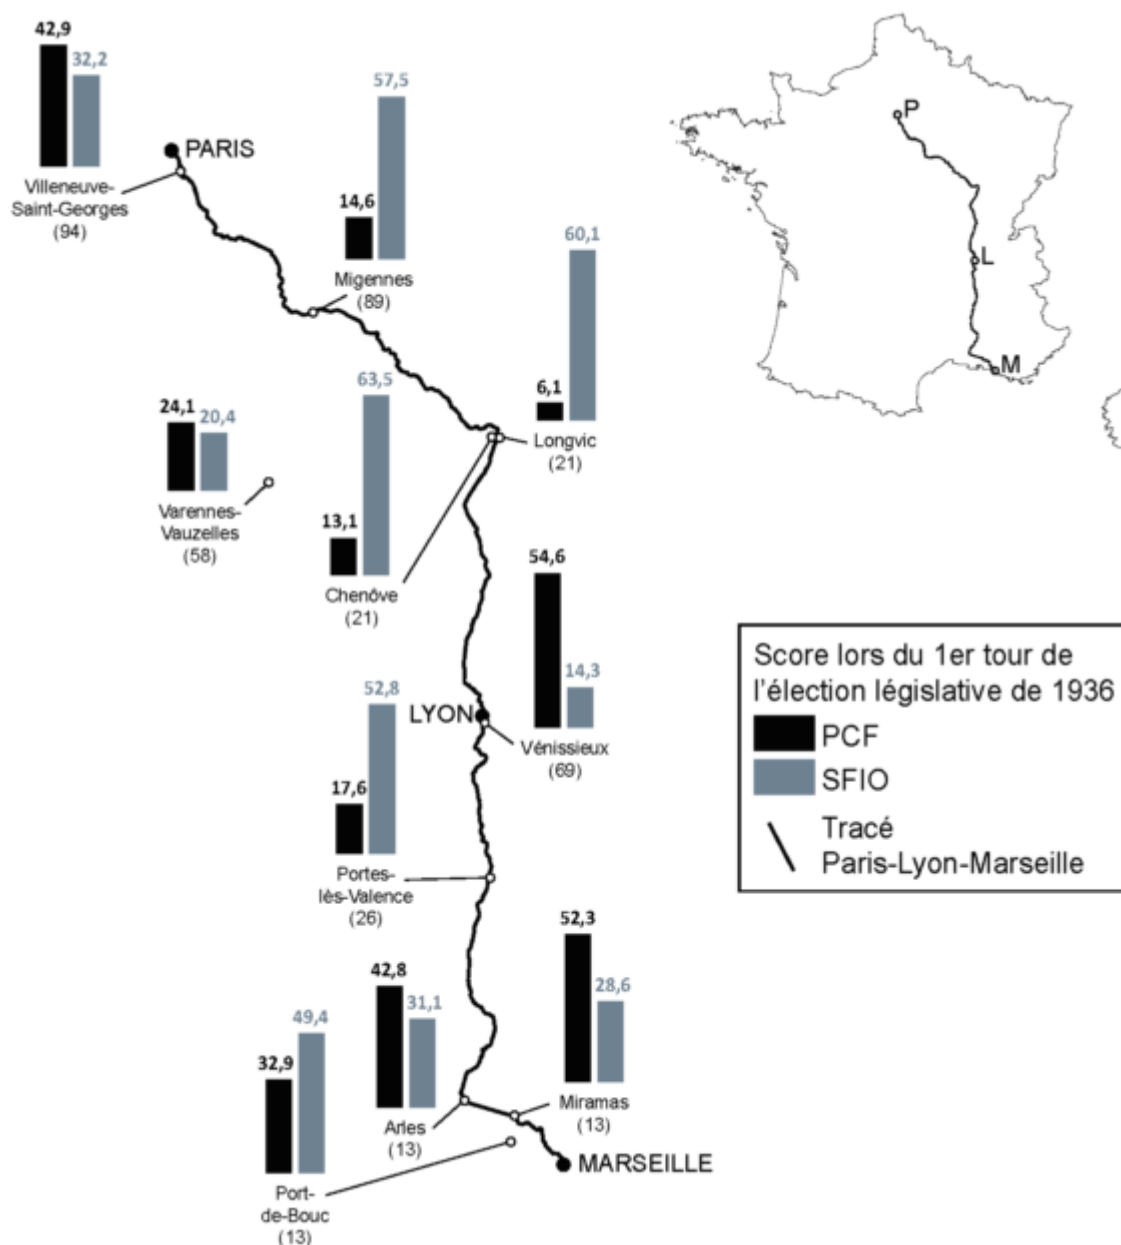 42,9
32,2
Villeneuve-
Saint-Georges
(94)
PARIS
57,5
14,6
Migennes
(89)
P
L
M
60,1
6,1
Longvic
(21)
24,1
20,4
Varennes-
Vauzelles
(58)
63,5
13,1
Chenôve
(21)
54,6
14,3
LYON
Vénissieux
(69)
Score lors du 1er tour de
l'élection législative de 1936
PCF
SFIO
Tracé
Paris-Lyon-Marseille
52,8
17,6
Portes-
lès-Valence
(26)
52,3
28,6
Miramas
(13)
42,8
31,1
Arles
(13)
49,4
32,9
Port-
de-Bouc
(13)
MARSEILLE